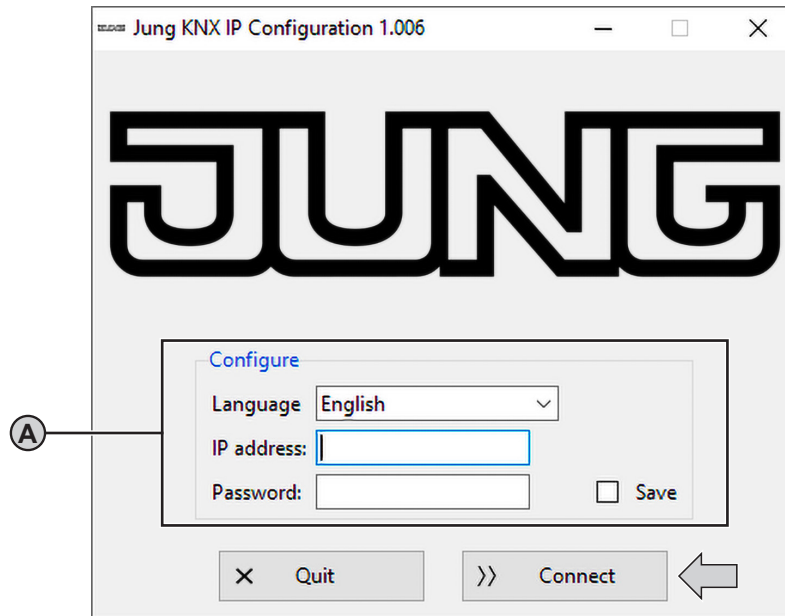 Jung KNX IP Configuration 1.006
JUNG
Configure
Language English
A
IP address:
Password: Save
Quit Connect